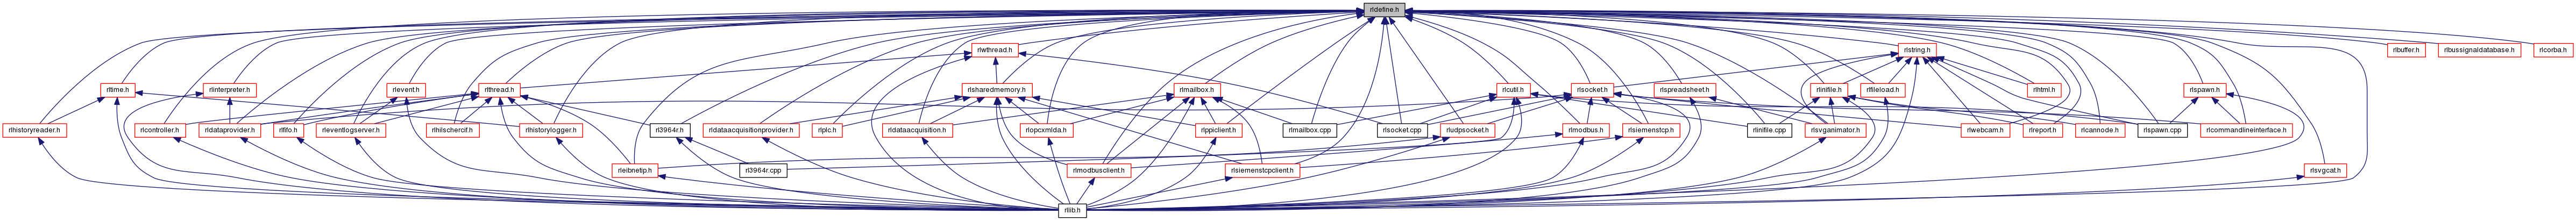 rldefine.h
rlwthread.h
rlstring.h
rlbuffer.h
rlbussignaldatabase.h
rlcorba.h
rltime.h
rlinterpreter.h
rlevent.h
rlthread.h
rlsharedmemory.h
rlmailbox.h
rlcutil.h
rlsocket.h
rlspreadsheet.h
rlinifile.h
rlfileload.h
rlhtml.h
rlspawn.h
rlhistoryreader.h
rlcontroller.h
rldataprovider.h
rlfifo.h
rleventlogserver.h
rlhilschercif.h
rlhistorylogger.h
rl3964r.h
rldataacquisitionprovider.h
rlplc.h
rldataacquisition.h
rlopcxmlda.h
rlppiclient.h
rlmailbox.cpp
rlsocket.cpp
rludpsocket.h
rlmodbus.h
rlsiemenstcp.h
rlinifile.cpp
rlsvganimator.h
rlwebcam.h
rlreport.h
rlcannode.h
rlspawn.cpp
rlcommandlineinterface.h
rleibnetip.h
rl3964r.cpp
rlmodbusclient.h
rlsiemenstcpclient.h
rlsvgcat.h
rllib.h